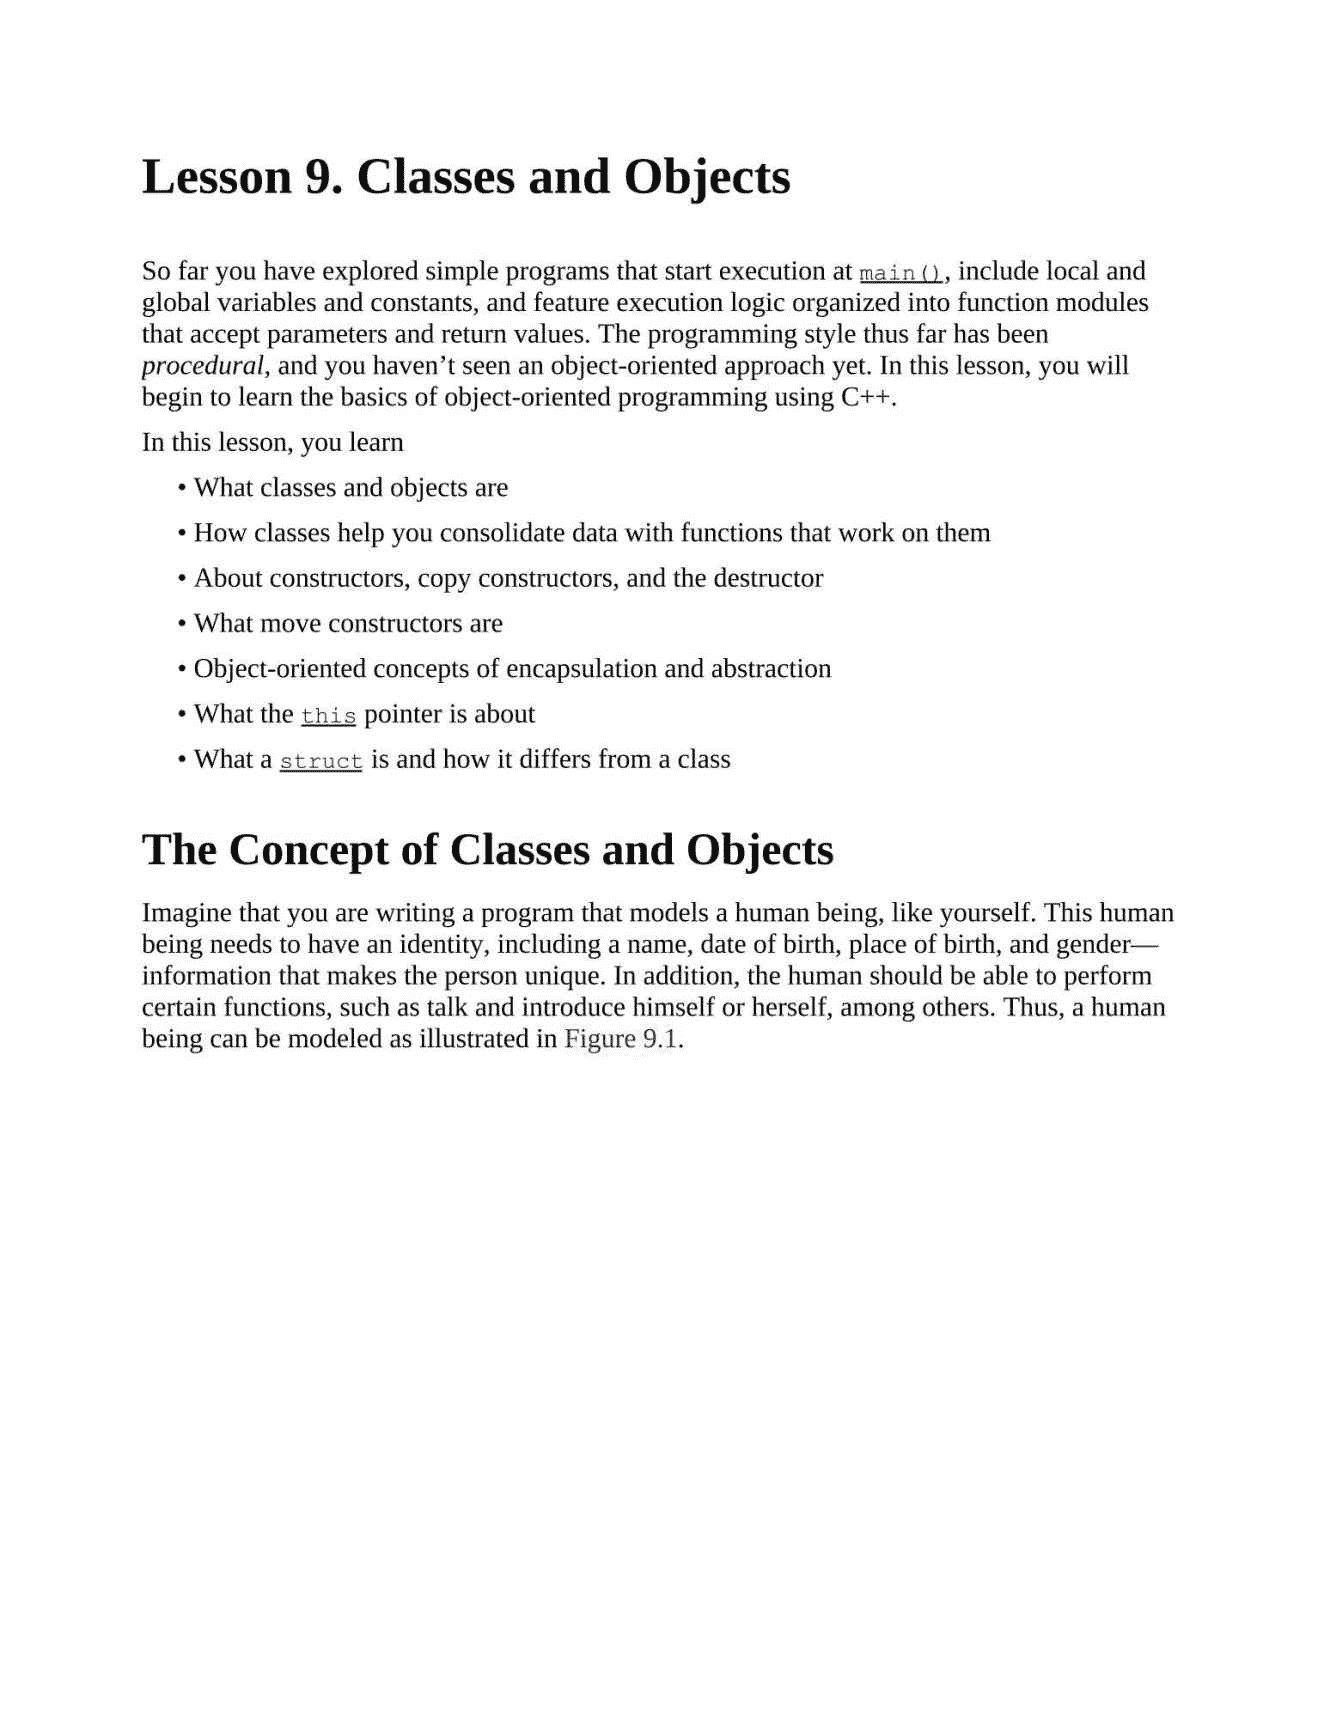 Lesson 9. Classes and Objects
So far you have explored simple programs that start execution at main(), include local and
global variables and constants, and feature execution logic organized into function modules
that accept parameters and return values. The programming style thus far has been
procedural, and you haven’t seen an object-oriented approach yet. In this lesson, you will
begin to learn the basics of object-oriented programming using C++.
In this lesson, you learn
• What classes and objects are
• How classes help you consolidate data with functions that work on them
• About constructors, copy constructors, and the destructor
• What move constructors are
• Object-oriented concepts of encapsulation and abstraction
• What the this pointer is about
• What a struct is and how it differs from a class
The Concept of Classes and Objects
Imagine that you are writing a program that models a human being, like yourself. This human
being needs to have an identity, including a name, date of birth, place of birth, and gender—
information that makes the person unique. In addition, the human should be able to perform
certain functions, such as talk and introduce himself or herself, among others. Thus, a human
being can be modeled as illustrated in Figure 9.1.